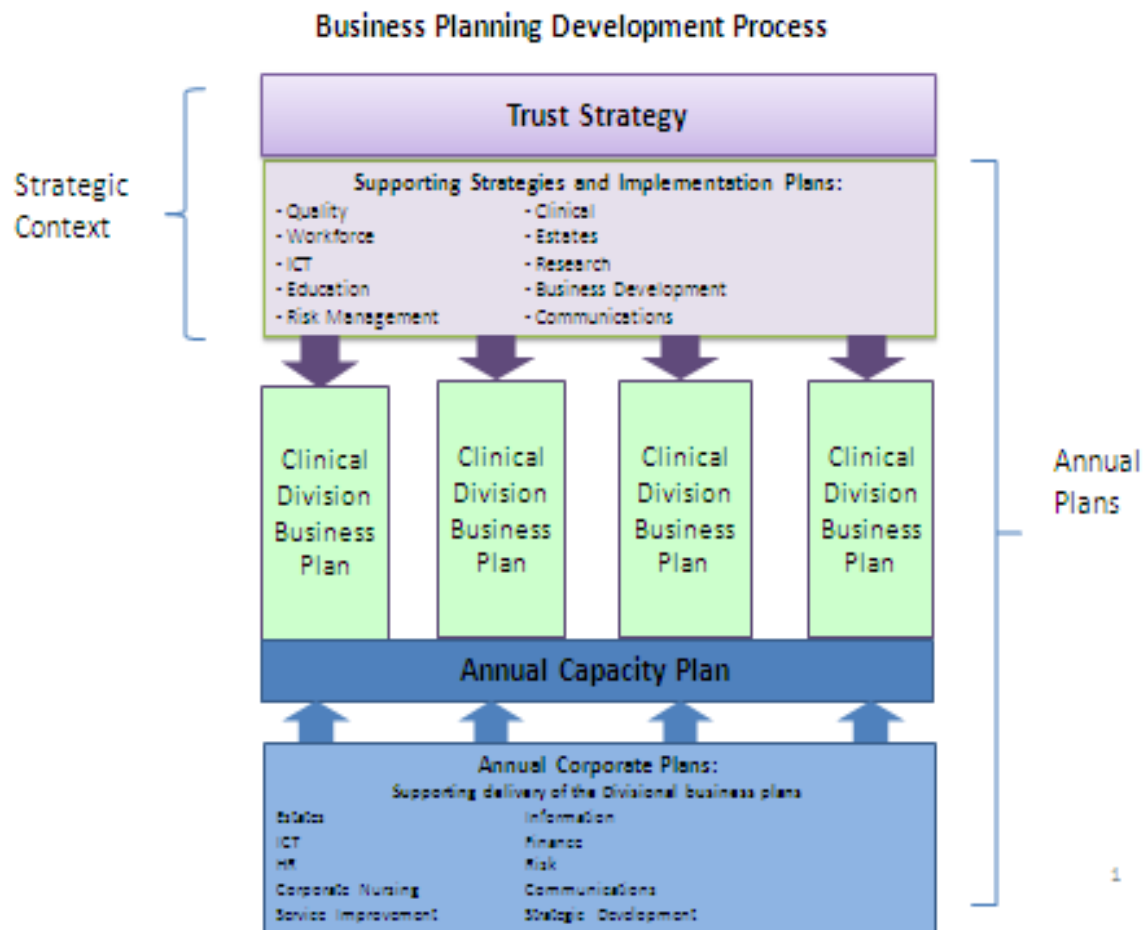 Business Planning Development Process
Trust Strategy
Strategic
Context
Supporting Strategies and Implementation Plans:
- Quality
- Workforce
- ICT
- Education
- Risk Management
- Clinical
- Estates
- Research
- Business Development
- Communications
Clinical
Division
Business
Plan
Clinical
Division
Business
Plan
Clinical
Division
Business
Plan
Clinical
Division
Business
Plan
Annual
Plans
Annual Capacity Plan
Annual Corporate Plans:
Supporting delivery of the Divisional business plans
Estates
ICT
HR
Corporate Nursing
Service Improvement
Information
Finance
Risk
Communications
Strategic Development
1